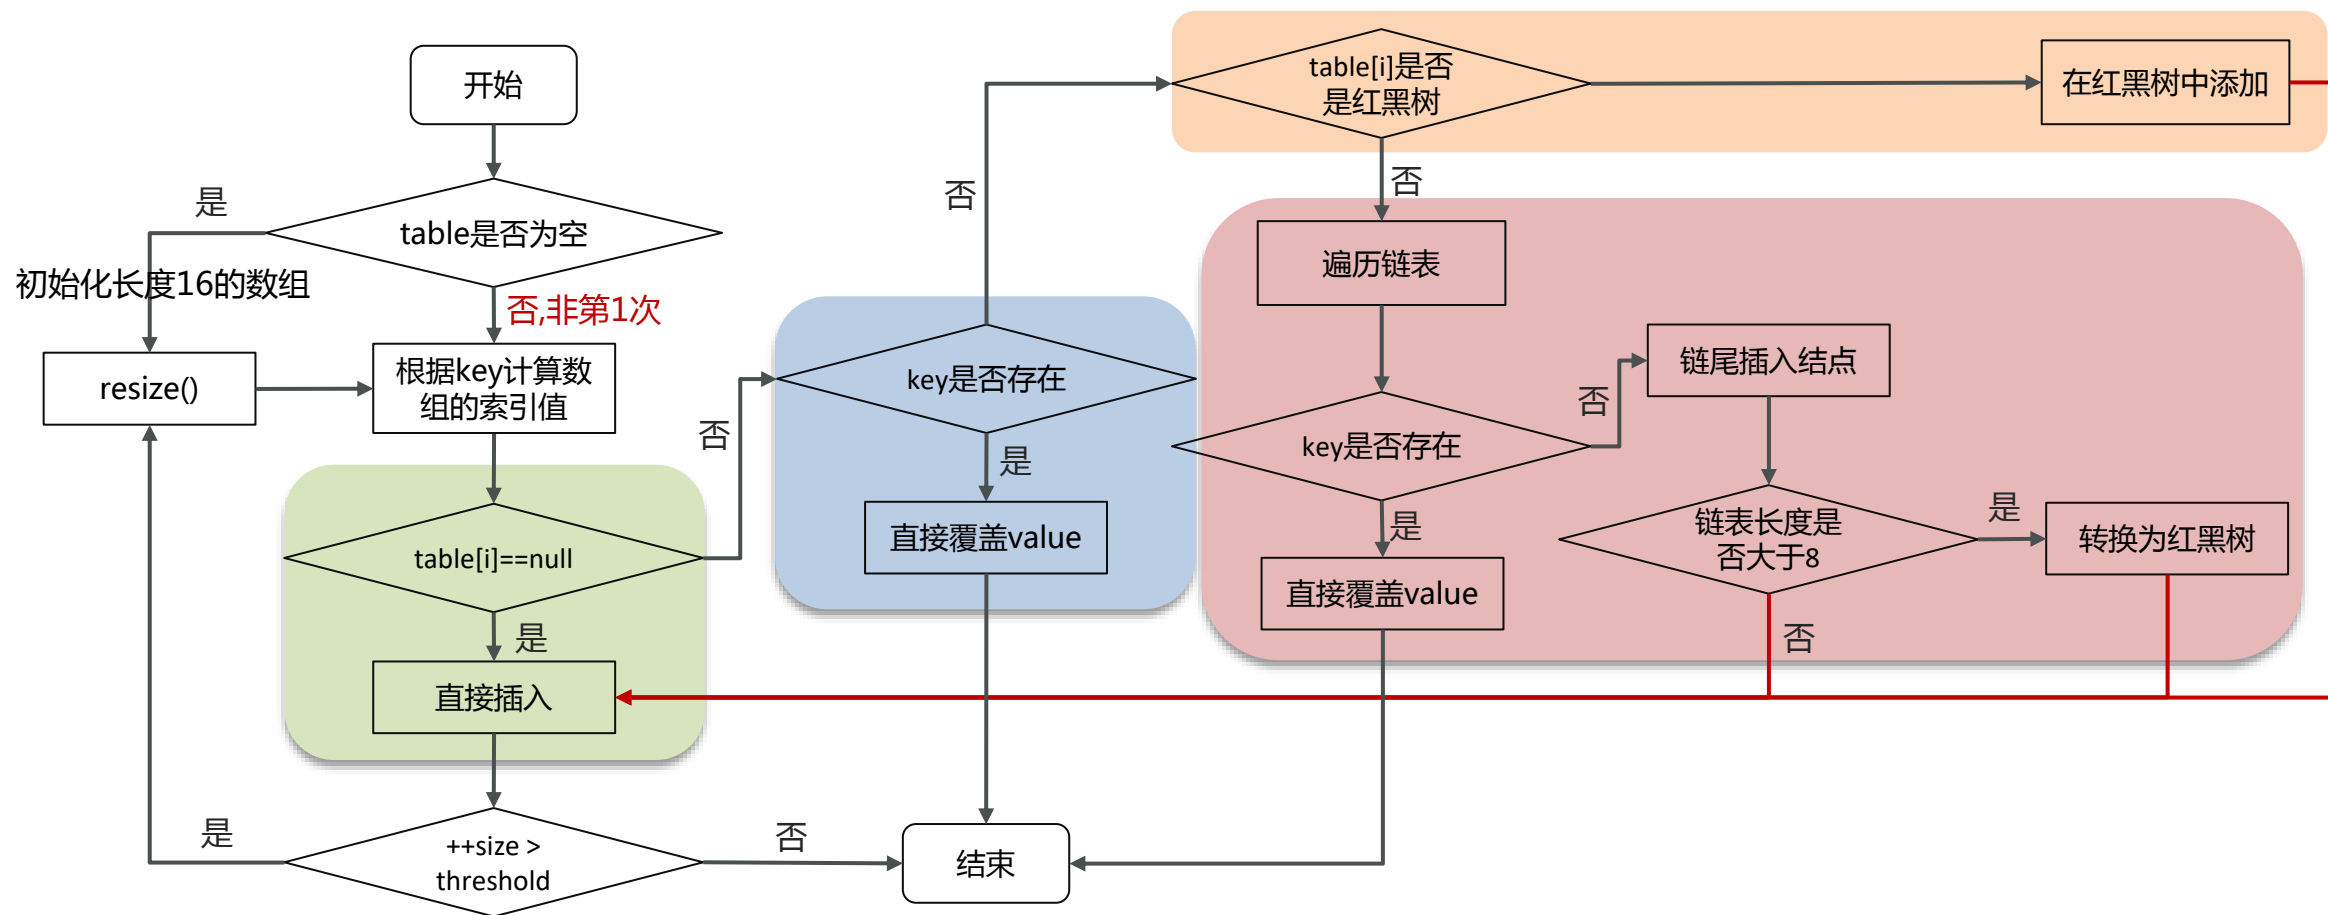 开始
table是否为空
是
初始化长度16的数组
否,非第1次
resize()
根据key计算数
组的索引值
table[i]==null
是
直接插入
++size >
threshold
是
否
结束
否
key是否存在
是
直接覆盖value
否
table[i]是否
是红黑树
在红黑树中添加
否
遍历链表
key是否存在
是
直接覆盖value
否
链尾插入结点
链表长度是
否大于8
是
转换为红黑树
否